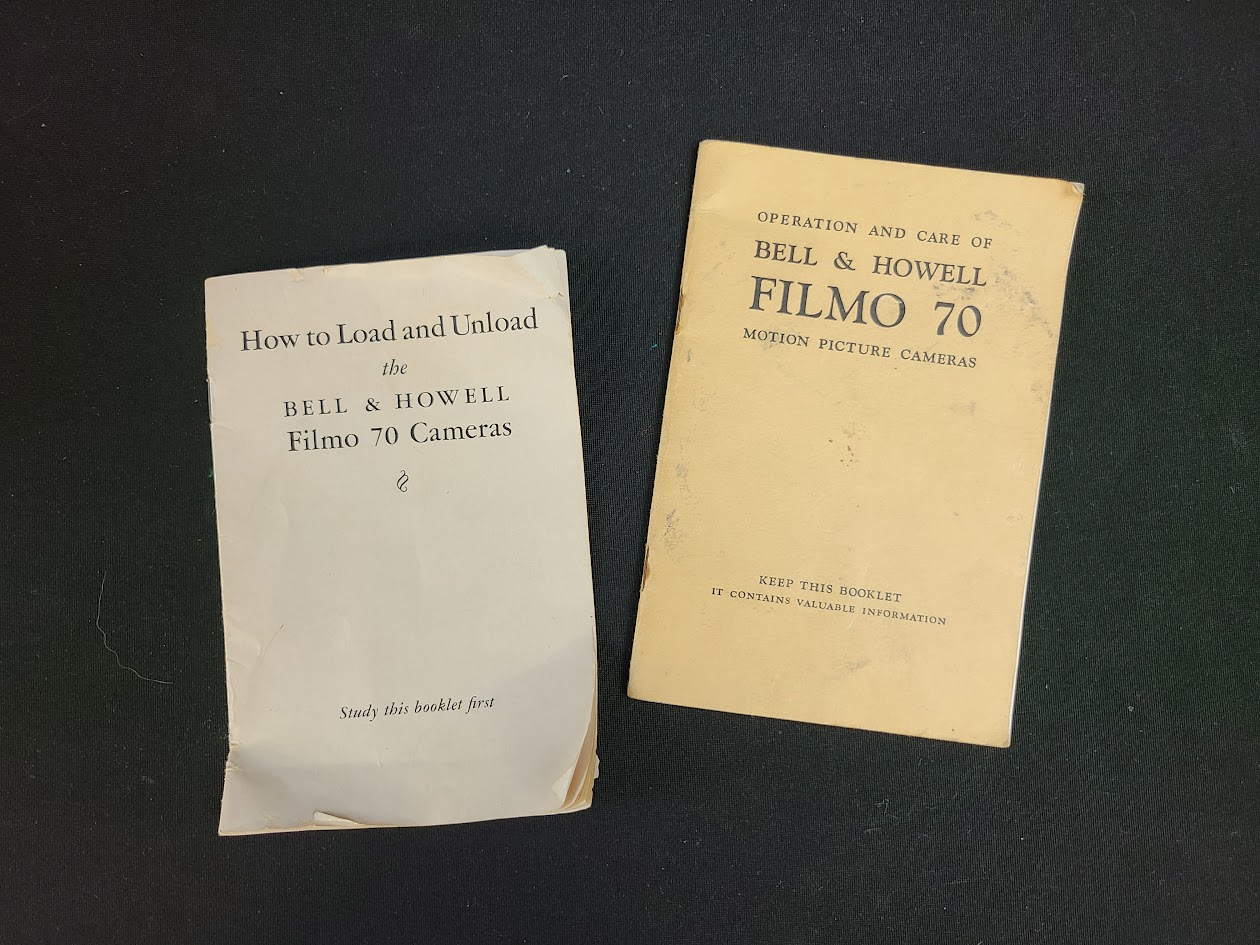 How to Load and Unload
the
BELL & HOWELL
Filmo 70 Cameras
Study this booklet first
OPERATION AND CARE OF
BELL & HOWELL
FILMO 70
MOTION PICTURE CAMERAS
KEEP THIS BOOKLET
IT CONTAINS VALUABLE INFORMATION